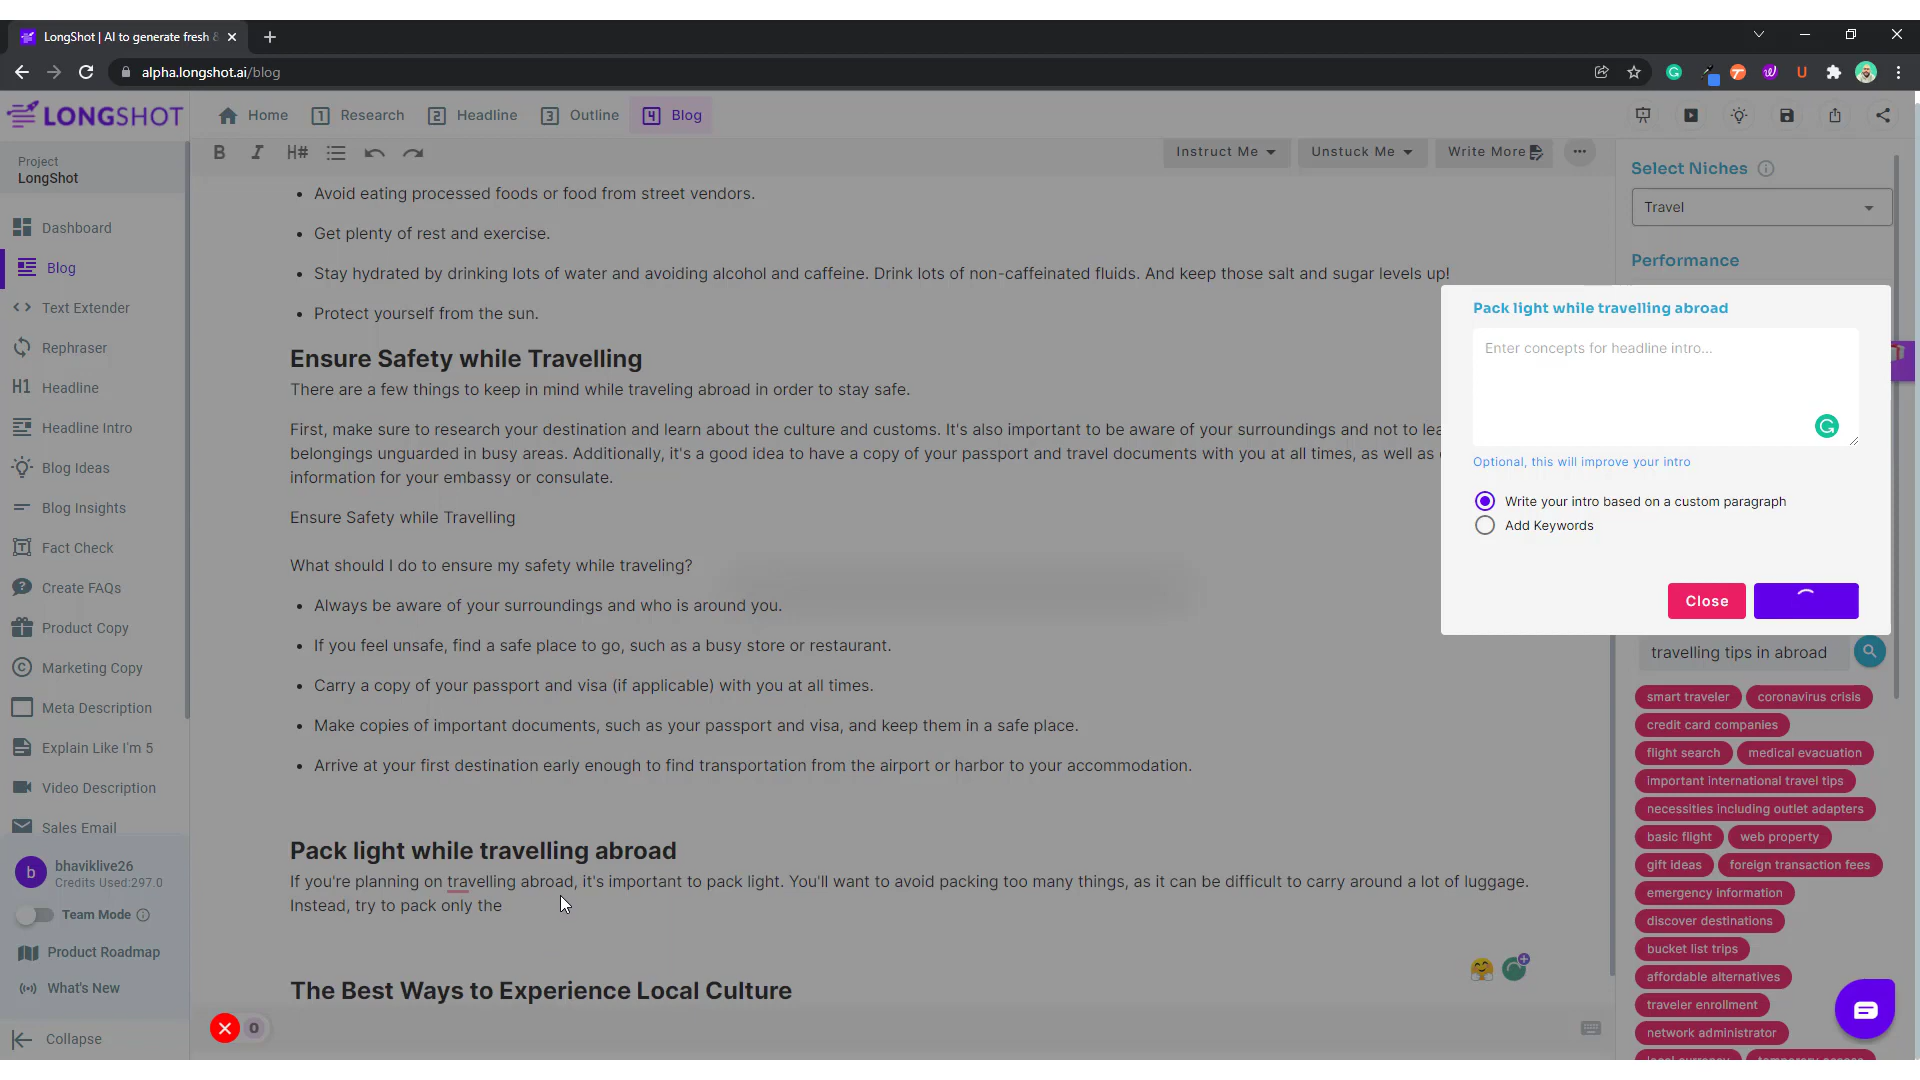 LongShot | AI to generate fresh &
alpha.longshot.ai/blog
LONGSHOT
Home
1 Research
2 Headline
3 Outline
4 Blog
Project
LongShot
Dashboard
Blog
Text Extender
Rephraser
H1 Headline
Headline Intro
Blog Ideas
Blog Insights
Fact Check
Create FAQs
Product Copy
Marketing Copy
Meta Description
Explain Like I'm 5
Video Description
Sales Email
b bhaviklive26
Credits Used:297.0
Team Mode
Product Roadmap
What's New
Collapse
B I H#
Instruct Me
Unstuck Me
Write More
• Avoid eating processed foods or food from street vendors.
• Get plenty of rest and exercise.
• Stay hydrated by drinking lots of water and avoiding alcohol and caffeine. Drink lots of non-caffeinated fluids. And keep those salt and sugar levels up!
• Protect yourself from the sun.
Ensure Safety while Travelling
There are a few things to keep in mind while traveling abroad in order to stay safe.
First, make sure to research your destination and learn about the culture and customs. It's also important to be aware of your surroundings and not to
belongings unguarded in busy areas. Additionally, it's a good idea to have a copy of your passport and travel documents with you at all times, as well as
information for your embassy or consulate.
Ensure Safety while Travelling
What should I do to ensure my safety while traveling?
• Always be aware of your surroundings and who is around you.
• If you feel unsafe, find a safe place to go, such as a busy store or restaurant.
• Carry a copy of your passport and visa (if applicable) with you at all times.
• Make copies of important documents, such as your passport and visa, and keep them in a safe place.
• Arrive at your first destination early enough to find transportation from the airport or harbor to your accommodation.
Pack light while travelling abroad
If you're planning on travelling abroad, it's important to pack light. You'll want to avoid packing too many things, as it can be difficult to carry around a lot of luggage.
Instead, try to pack only the
The Best Ways to Experience Local Culture
0
Select Niches
Travel
Performance
Pack light while travelling abroad
Enter concepts for headline intro...
Optional, this will improve your intro
Write your intro based on a custom paragraph
Add Keywords
Close
travelling tips in abroad
smart traveler
coronavirus crisis
credit card companies
flight search
medical evacuation
important international travel tips
necessities including outlet adapters
basic flight
web property
gift ideas
foreign transaction fees
emergency information
discover destinations
bucket list trips
affordable alternatives
traveler enrollment
network administrator